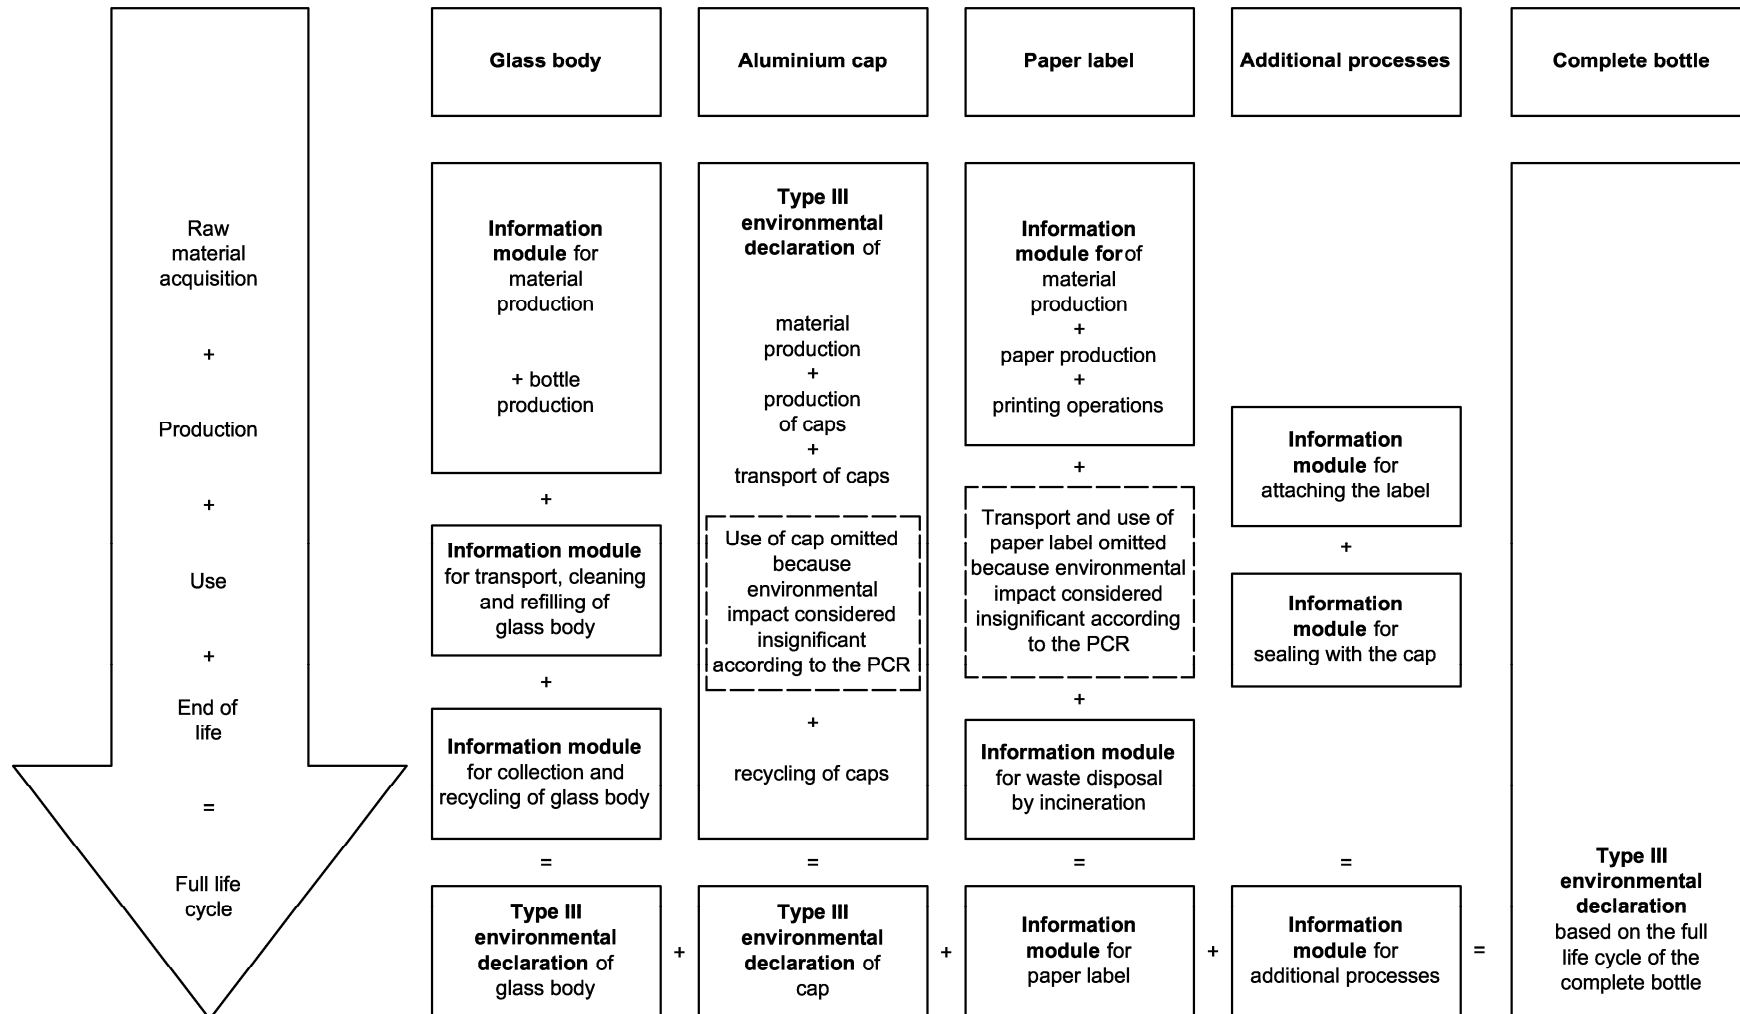 Glass body
Aluminium cap
Paper label
Additional processes
Complete bottle
Raw
material
acquisition
+
Production
+
Use
+
End of
life
=
Full life
cycle
Information
module for
material
production
+ bottle
production
+
Information module
for transport, cleaning
and refilling of
glass body
+
Information module
for collection and
recycling of glass body
=
Type III
environmental
declaration of
glass body
+
Type III
environmental
declaration of
material
production
+
production
of caps
+
transport of caps
Use of cap omitted
because
environmental
impact considered
insignificant
according to the PCR
+
recycling of caps
=
Type III
environmental
declaration of
cap
+
Information
module for of
material
production
+
paper production
+
printing operations
+
Transport and use of
paper label omitted
because environmental
impact considered
insignificant according
to the PCR
+
Information module
for waste disposal
by incineration
=
Information
module for
paper label
+
Information
module for
attaching the label
+
Information
module for
sealing with the cap
=
Information
module for
additional processes
=
Type III
environmental
declaration
based on the full
life cycle of the
complete bottle